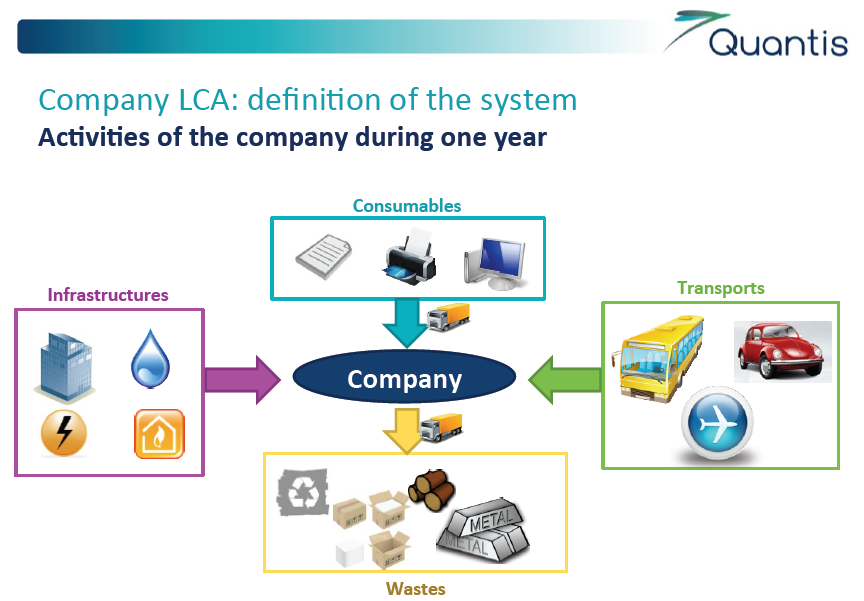 Quantis
Company LCA: definition of the system
Activities of the company during one year
Consumables
Infrastructures
Transports
Company
METAL
METAL
Wastes